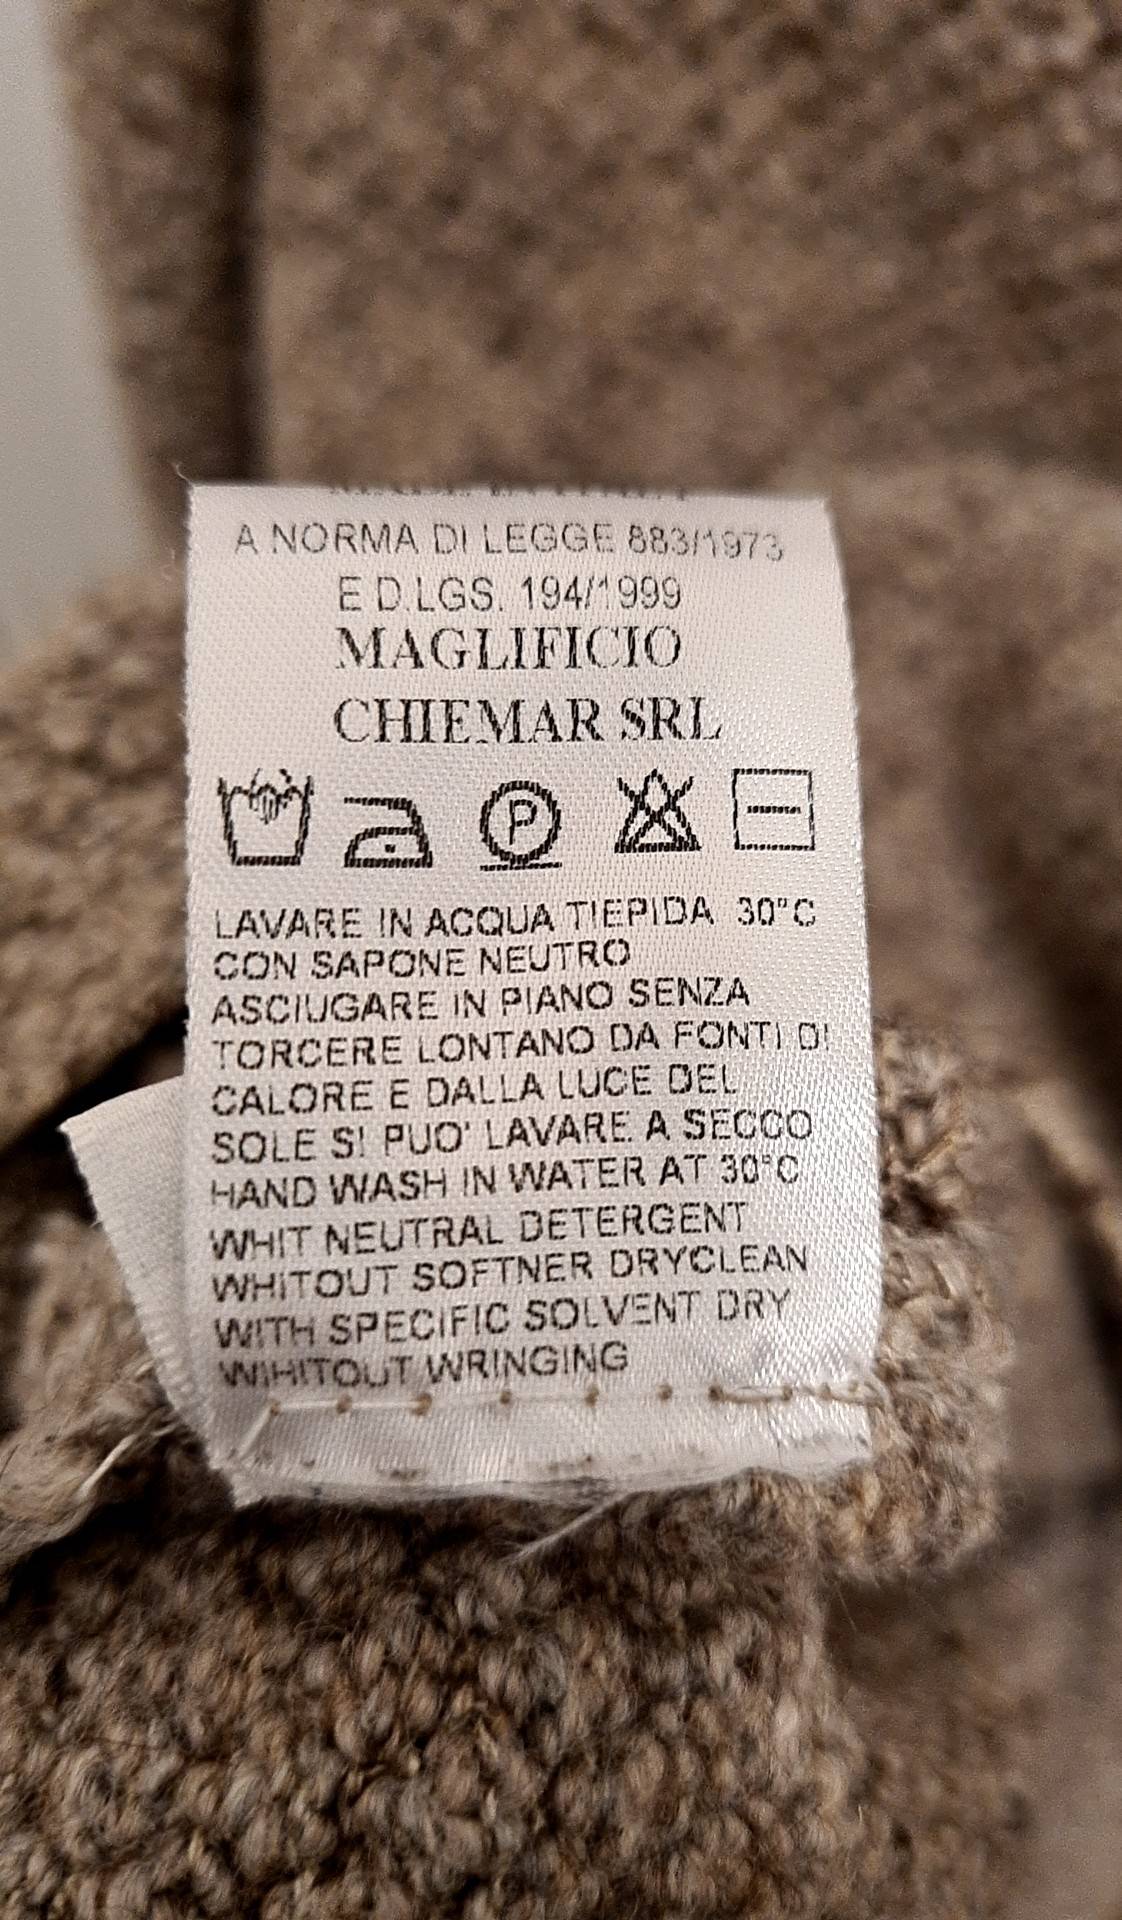 A NORMA DI LEGGE 883/1973
E D.LGS. 194/1999
MAGLIFICIO
CHIEMAR SRL
P
LAVARE IN ACQUA TIEPIDA 30°C
CON SAPONE NEUTRO
ASCIUGARE IN PIANO SENZA
TORCERE LONTANO DA FONTI DI
CALORE E DALLA LUCE DEL
SOLE SI PUO' LAVARE A SECCO
HAND WASH IN WATER AT 30°C
WHIT NEUTRAL DETERGENT
WHITOUT SOFTNER DRYCLEAN
WITH SPECIFIC SOLVENT DRY
WIHITOUT WRINGING